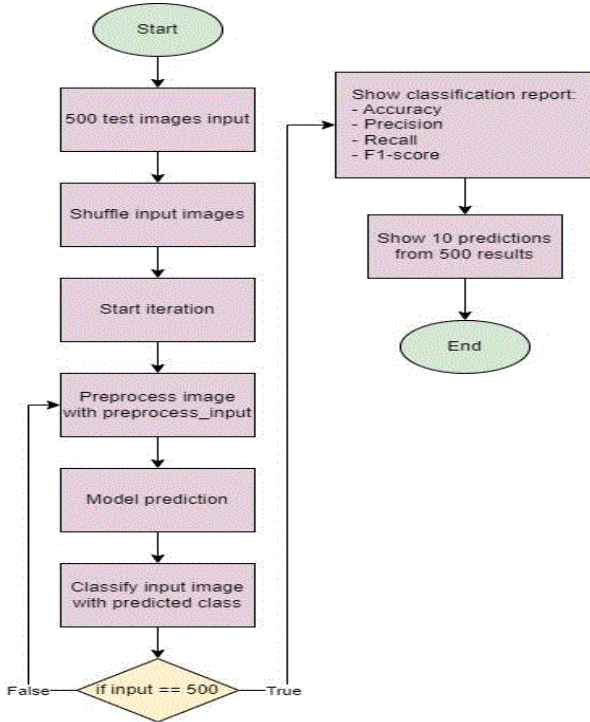 Start
500 test images input
Shuffle input images
Start iteration
Preprocess image
with preprocess_input
Model prediction
Classify input image
with predicted class
if input == 500
False
True
Show classification report:
- Accuracy
- Precision
- Recall
- F1-score
Show 10 predictions
from 500 results
End